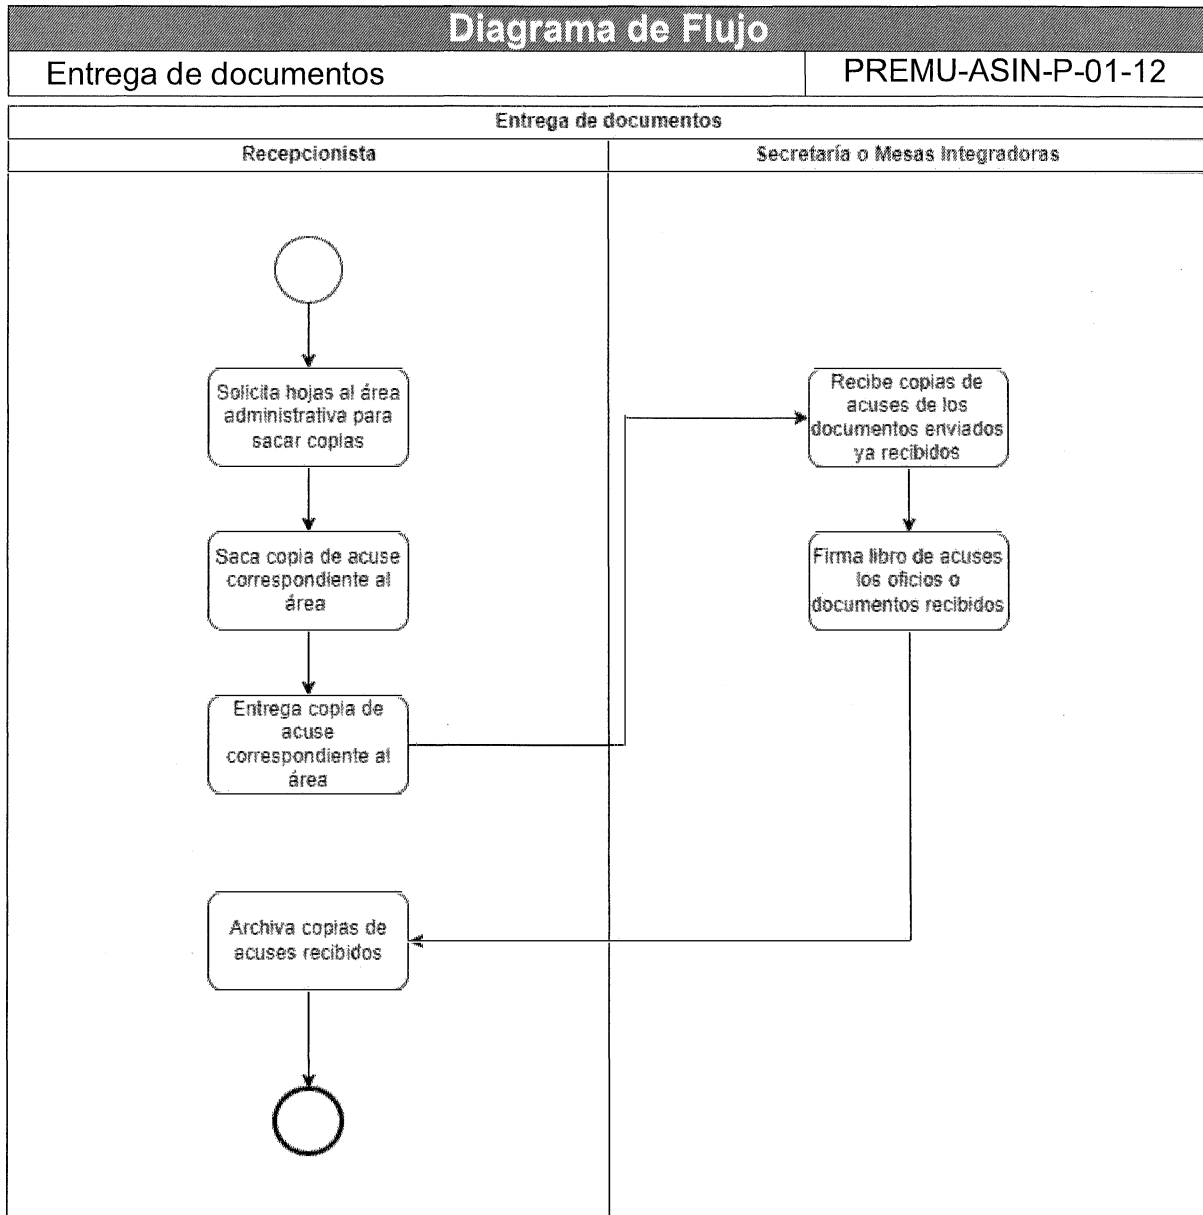 Diagrama de Flujo
Entrega de documentos
PREMU-ASIN-P-01-12
Entrega de documentos
Recepcionista
Secretaría o Mesas Integradoras
Solicita hojas al área
administrativa para
sacar copias
Saca copia de acuse
correspondiente al
área
Entrega copia de
acuse
correspondiente al
área
Recibe copias de
acuses de los
documentos enviados
ya recibidos
Firma libro de acuses
los oficios o
documentos recibidos
Archiva copias de
acuses recibidos